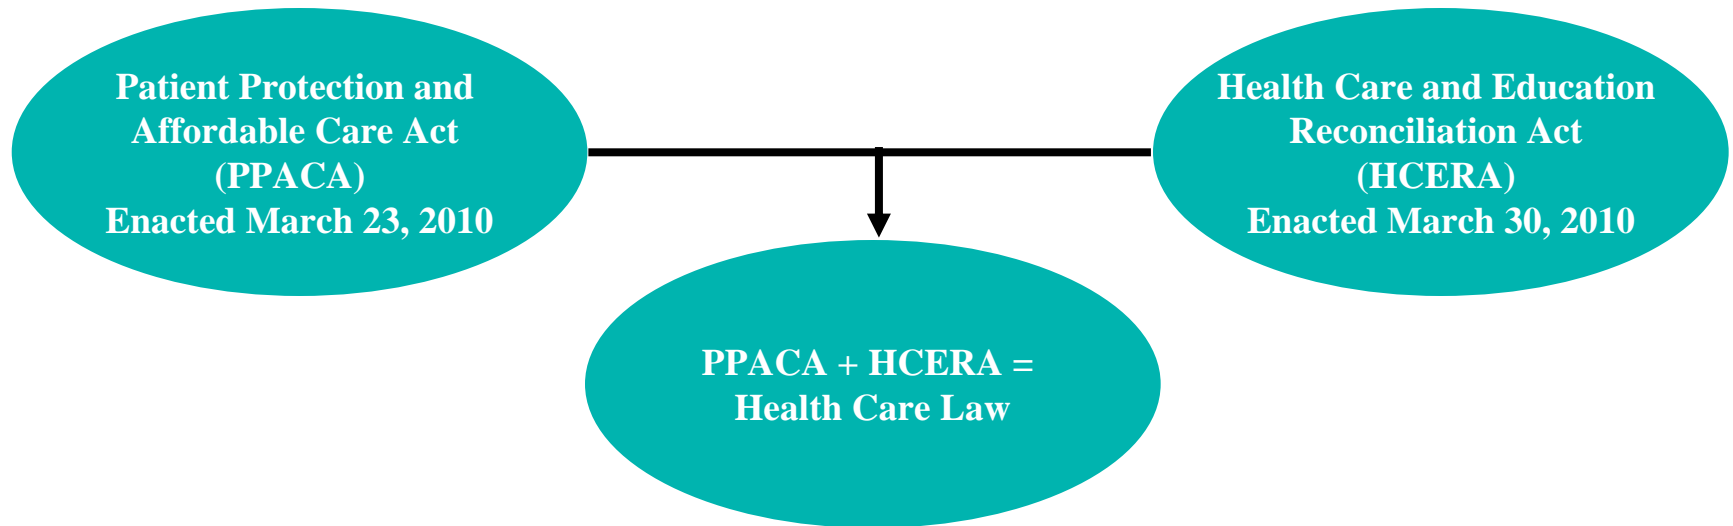 Patient Protection and
Affordable Care Act
(PPACA)
Enacted March 23, 2010
Health Care and Education
Reconciliation Act
(HCERA)
Enacted March 30, 2010
PPACA + HCERA =
Health Care Law